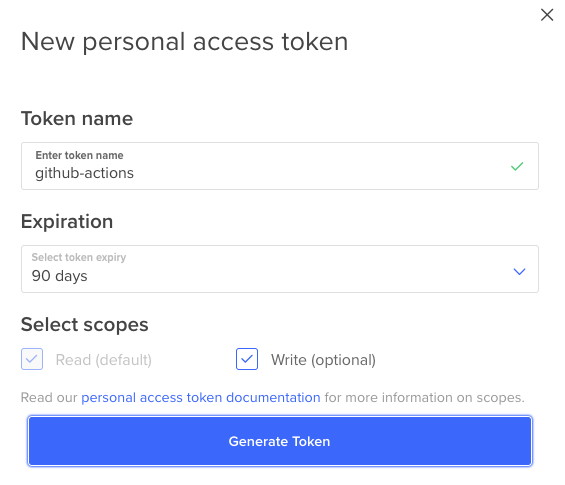 New personal access token
Token name
Enter token name
github-actions
Expiration
Select token expiry
90 days
Select scopes
Read (default)
Write (optional)
Read our personal access token documentation for more information on scopes.
Generate Token